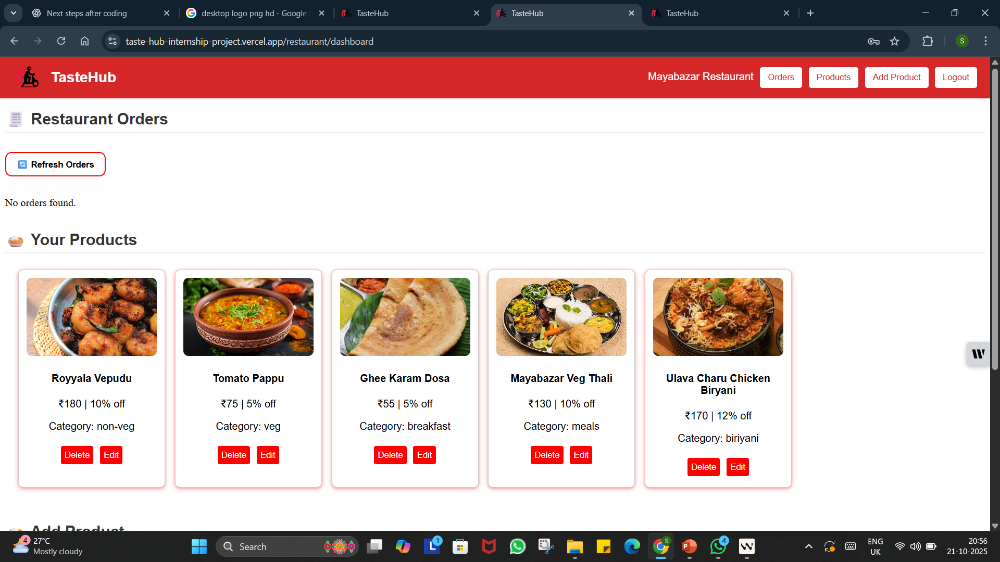 Next steps after coding
desktop logo png hd - Google
TasteHub
TasteHub
TasteHub
taste-hub-internship-project.vercel.app/restaurant/dashboard
S
TasteHub
Mayabazar Restaurant
Orders
Products
Add Product
Logout
Restaurant Orders
Refresh Orders
No orders found.
Your Products
Royyala Vepudu
₹180 | 10% off
Category: non-veg
Delete
Edit
Tomato Pappu
₹75 | 5% off
Category: veg
Delete
Edit
Ghee Karam Dosa
₹55 | 5% off
Category: breakfast
Delete
Edit
Mayabazar Veg Thali
₹130 | 10% off
Category: meals
Delete
Edit
Ulava Charu Chicken
Biryani
₹170 | 12% off
Category: biriyani
Delete
Edit
W
Add Product
4
27°C
Mostly cloudy
Search
L
1
S
P
4
W
ENG
UK
20:56
21-10-2025